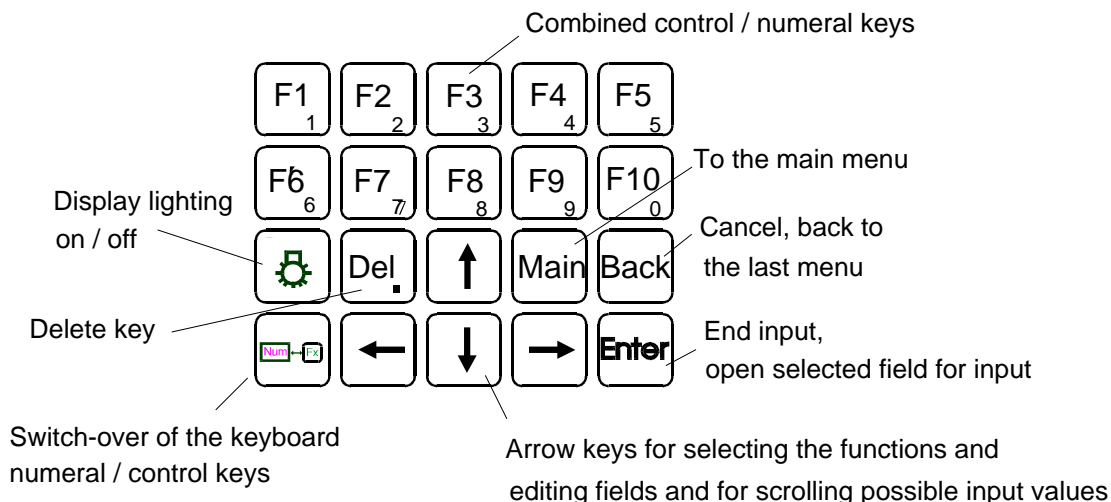 Combined control / numeral keys
F1 F2 F3 F4 F5
1 2 3 4 5
To the main menu
F6 F7 F8 F9 F10
6 7 8 9 0
Display lighting
on / off
Cancel, back to
the last menu
Del . Main Back
Delete key
End input,
open selected field for input
Num Fx Enter
Switch-over of the keyboard
numeral / control keys
Arrow keys for selecting the functions and
editing fields and for scrolling possible input values